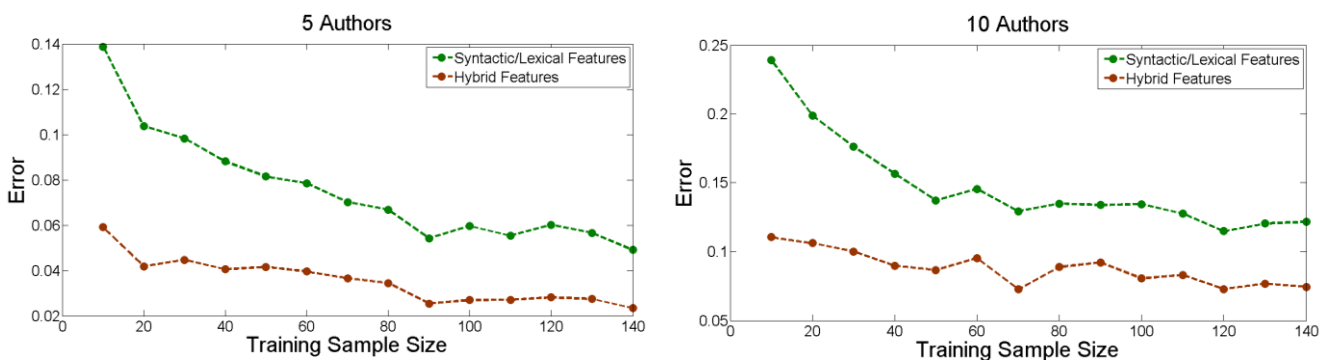 5 Authors
0.14
0.12
0.1
0.08
0.06
0.04
0.02
Error
0
20
40
60
80
100
120
140
Training Sample Size
Syntactic/Lexical Features
Hybrid Features
10 Authors
0.25
0.2
0.15
0.1
0.05
Error
0
20
40
60
80
100
120
140
Training Sample Size
Syntactic/Lexical Features
Hybrid Features